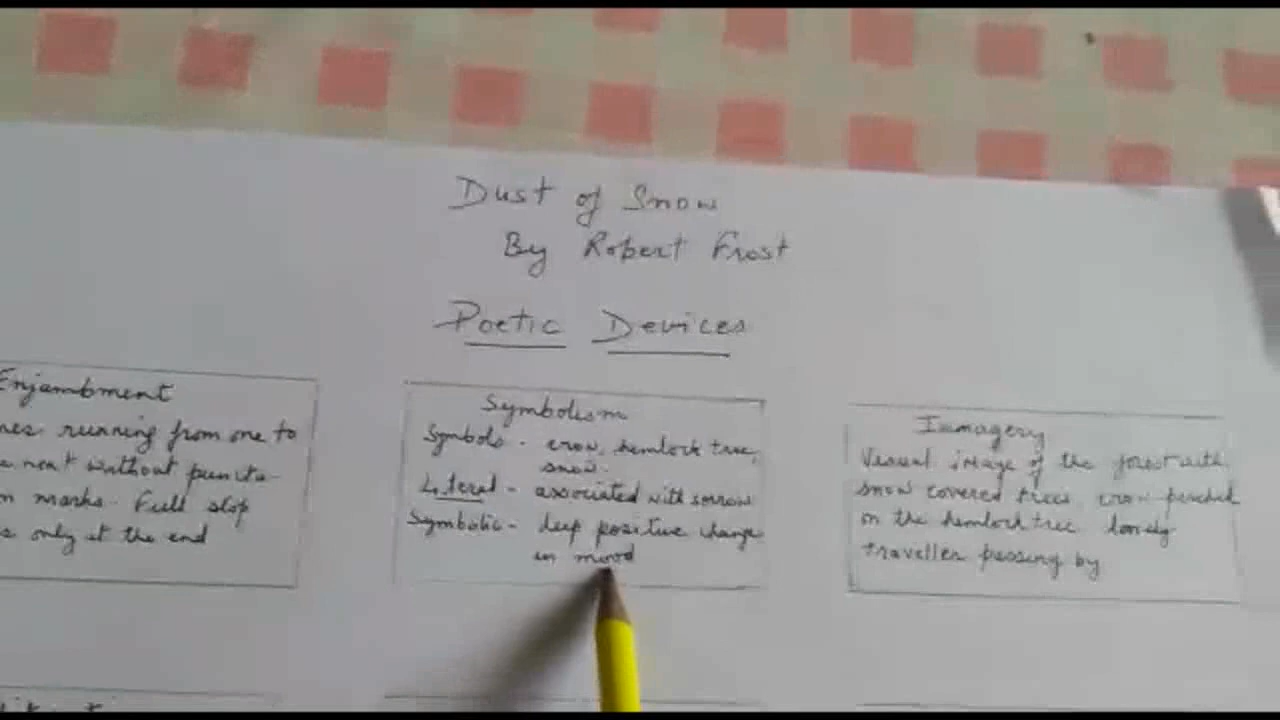 Dust of Snow
By Robert Frost
Poetic Devices
Enjambment
nes running from one to
next without punctua-
n marks. Full stop
s only at the end
Symbolism
Symbols - crow, hemlock tree,
snow.
Literal - associated with sorrow
Symbolic - deep positive change
in mood
Imagery
Visual image of the forest with
snow covered trees, crow perched
on the hemlock tree lonely
traveller passing by